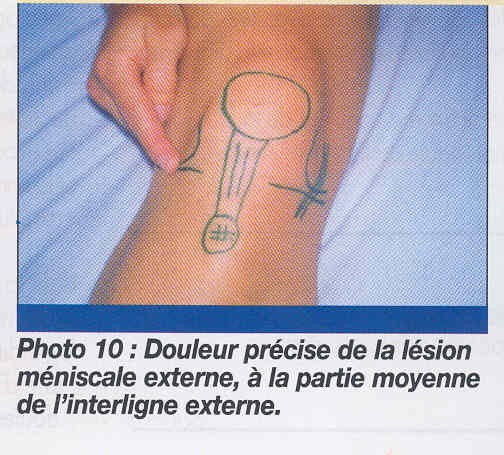 Photo 10 : Douleur précise de la lésion
méniscale externe, à la partie moyenne
de l'interligne externe.